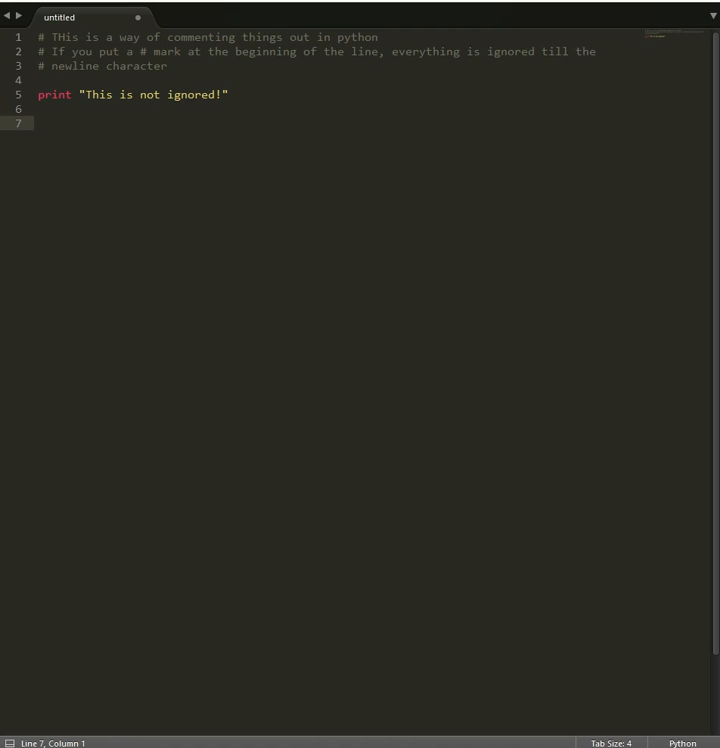 untitled
1 # THis is a way of commenting things out in python
2 # If you put a # mark at the beginning of the line, everything is ignored till the
3 # newline character
4
5 print "This is not ignored!"
6
7
Line 7, Column 1 Tab Size: 4 Python